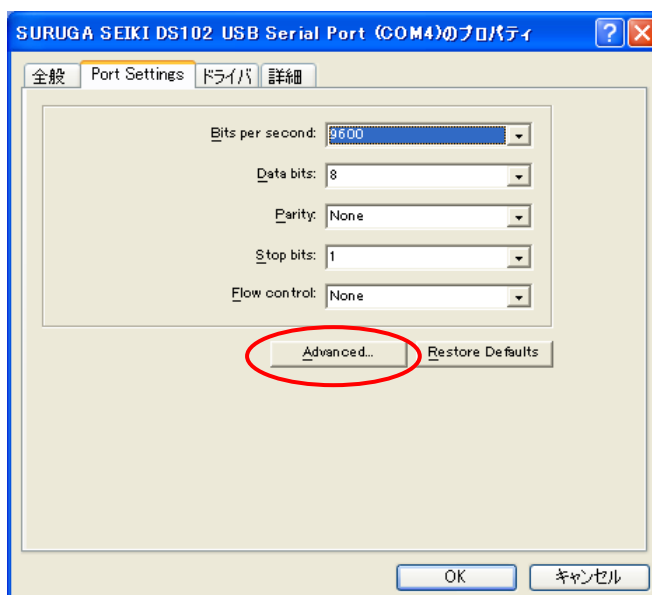 SURUGA SEIKI DS102 USB Serial Port (COM4)のプロパティ
全般 Port Settings ドライバ 詳細
Bits per second: 9600
Data bits: 8
Parity: None
Stop bits: 1
Flow control: None
Advanced... Restore Defaults
OK キャンセル